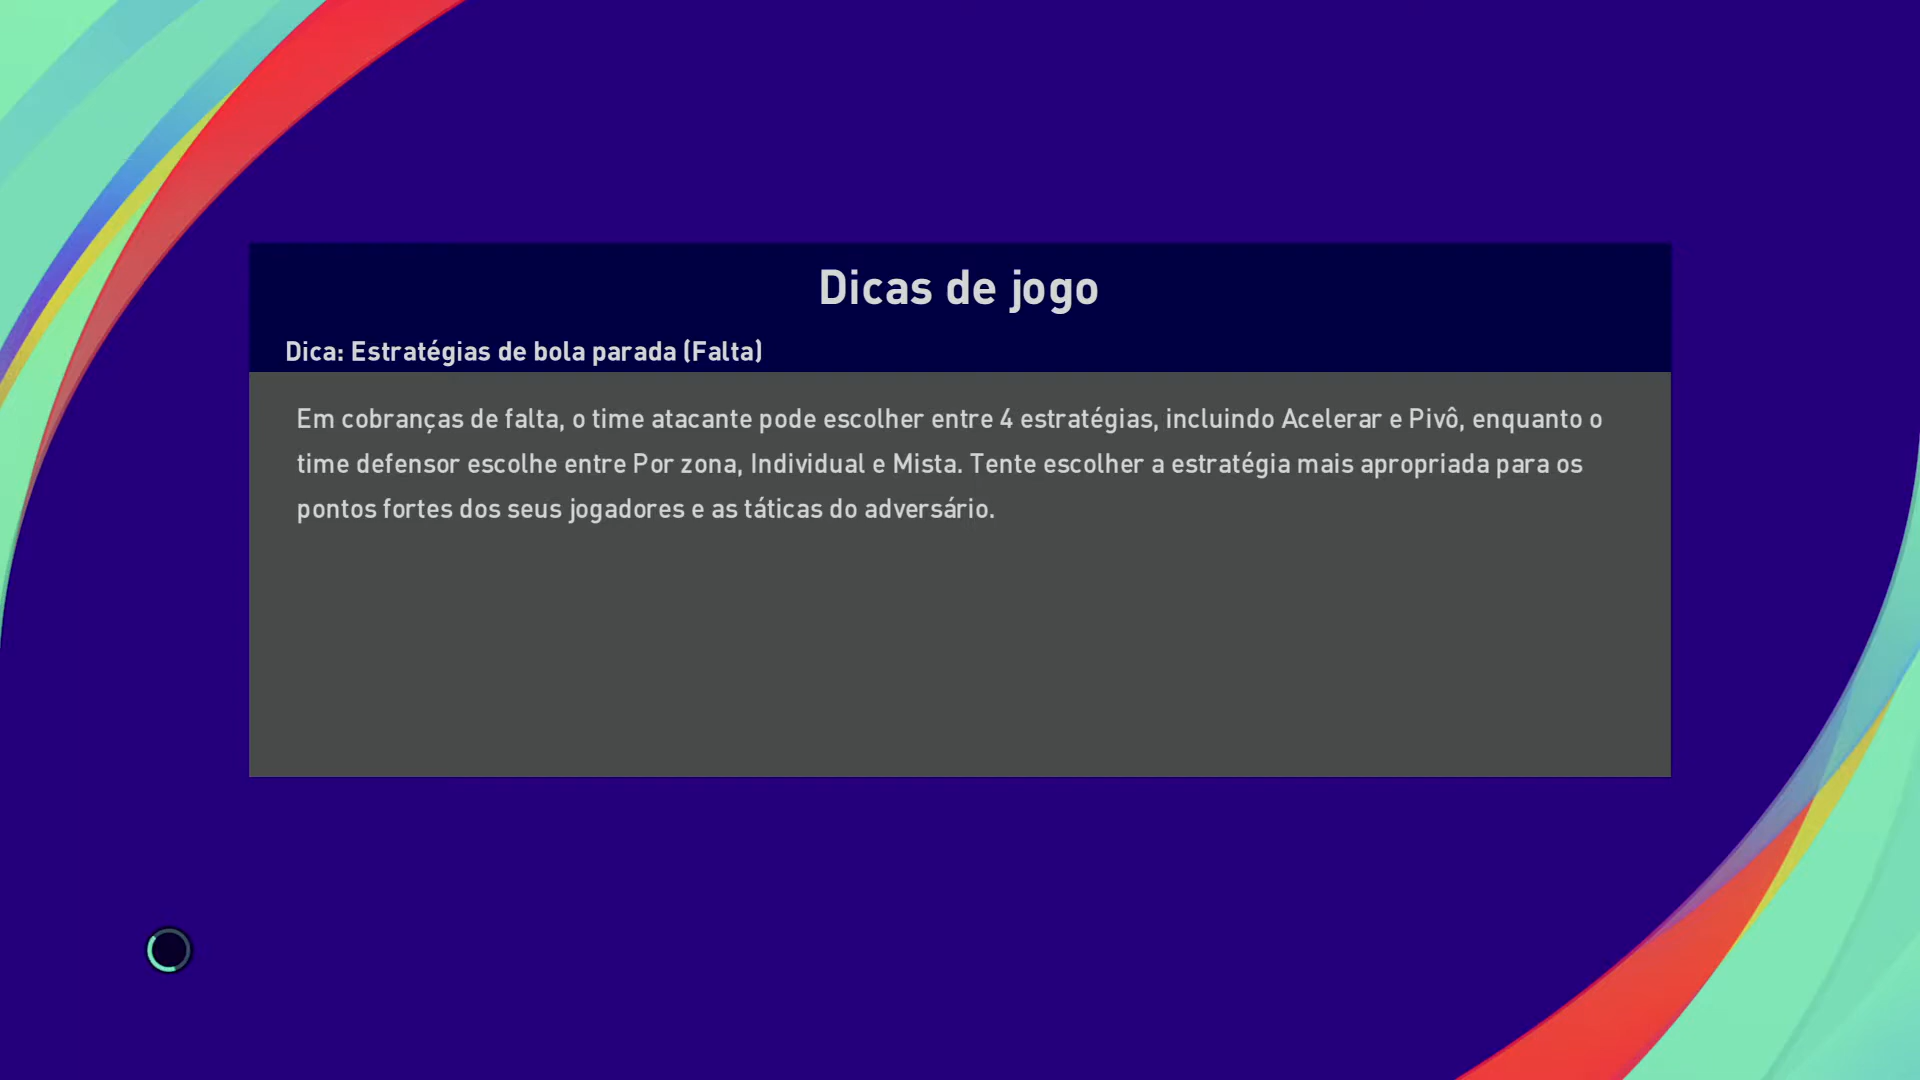 Dicas de jogo
Dica: Estratégias de bola parada (Falta)
Em cobranças de falta, o time atacante pode escolher entre 4 estratégias, incluindo Acelerar e Pivô, enquanto o
time defensor escolhe entre Por zona, Individual e Mista. Tente escolher a estratégia mais apropriada para os
pontos fortes dos seus jogadores e as táticas do adversário.